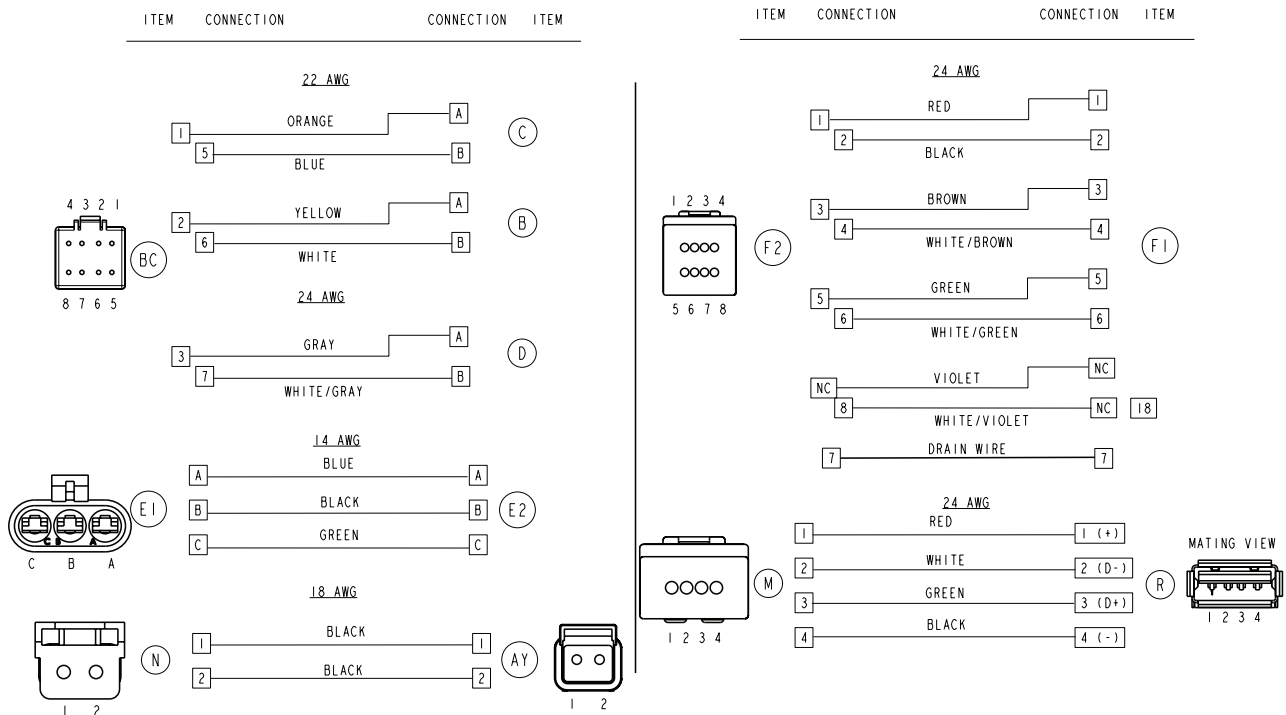 ITEM CONNECTION CONNECTION ITEM
22 AWG
1 ORANGE A
C
5 BLUE B
4 3 2 1
2 YELLOW A
B
6 WHITE B
BC
8 7 6 5
24 AWG
3 GRAY A
D
7 WHITE/GRAY B
14 AWG
A BLUE A
E1 B BLACK B E2
C GREEN C
C B A
C B A
18 AWG
1 BLACK 1
N AY
2 BLACK 2
1 2
1 2
ITEM CONNECTION CONNECTION ITEM
24 AWG
1 RED 1
2 BLACK 2
1 2 3 4
3 BROWN 3
4 WHITE/BROWN 4
F2 F1
5 GREEN 5
5 6 7 8
6 WHITE/GREEN 6
NC VIOLET NC
8 WHITE/VIOLET NC 18
7 DRAIN WIRE 7
24 AWG
1 RED 1 (+)
2 WHITE 2 (D-)
M R
3 GREEN 3 (D+)
4 BLACK 4 (-)
1 2 3 4
MATING VIEW
1 2 3 4